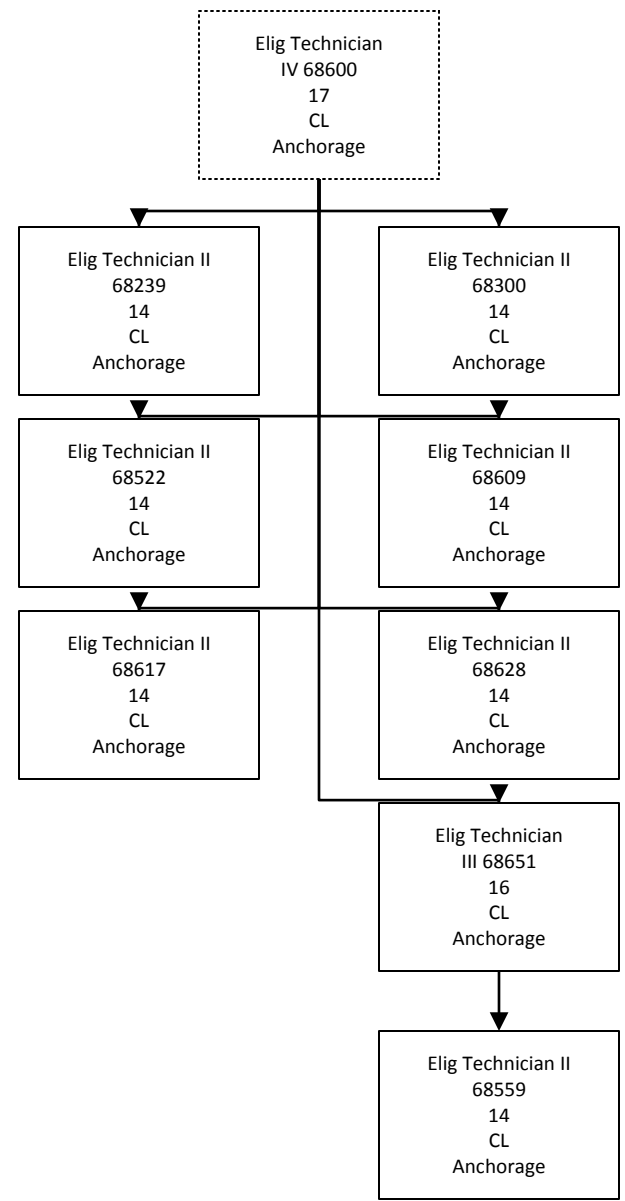 Elig Technician
IV 68600
17
CL
Anchorage
Elig Technician II
68239
14
CL
Anchorage
Elig Technician II
68300
14
CL
Anchorage
Elig Technician II
68522
14
CL
Anchorage
Elig Technician II
68609
14
CL
Anchorage
Elig Technician II
68617
14
CL
Anchorage
Elig Technician II
68628
14
CL
Anchorage
Elig Technician
III 68651
16
CL
Anchorage
Elig Technician II
68559
14
CL
Anchorage